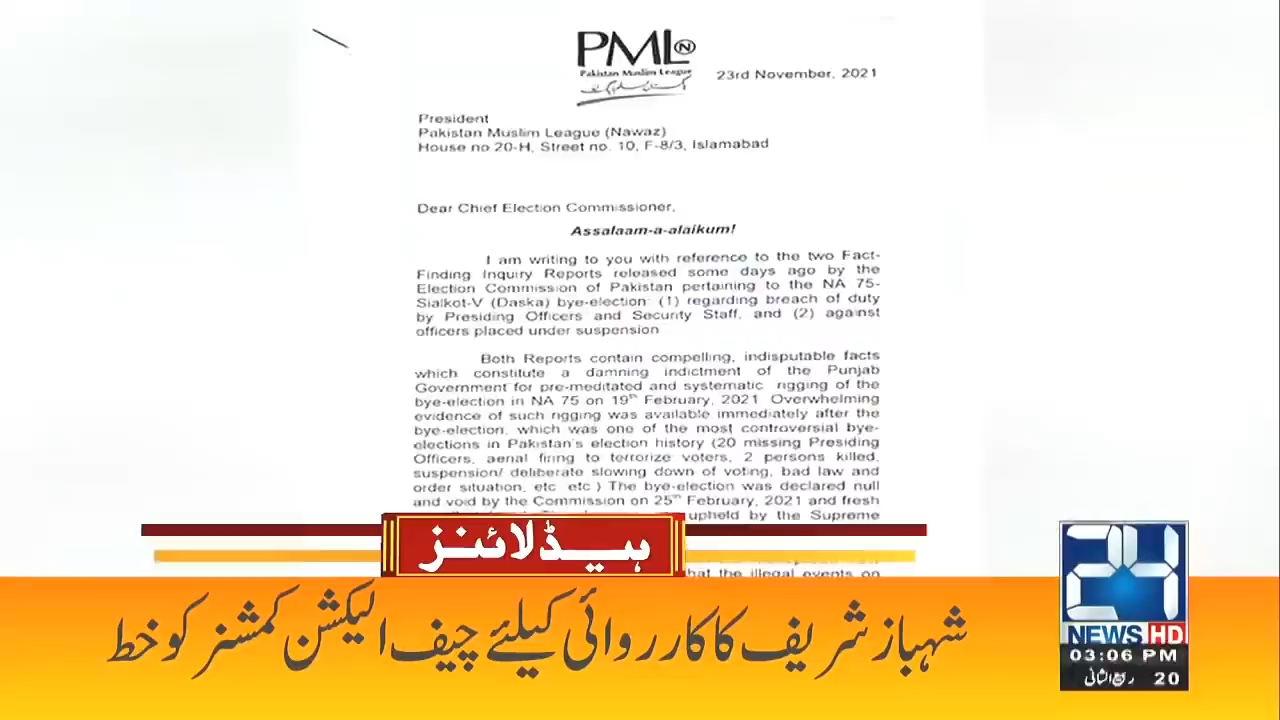 PML N
Pakistan Muslim League
23rd November, 2021
President
Pakistan Muslim League (Nawaz)
House no 20-H, Street no. 10, F-8/3, Islamabad
Dear Chief Election Commissioner,
Assalaam-a-alaikum!
I am writing to you with reference to the two Fact-
Finding Inquiry Reports released some days ago by the
Election Commission of Pakistan pertaining to the NA 75-
Sialkot-V (Daska) bye-election: (1) regarding breach of duty
by Presiding Officers and Security Staff, and (2) against
officers placed under suspension
Both Reports contain compelling, indisputable facts
which constitute a damning indictment of the Punjab
Government for pre-meditated and systematic rigging of the
bye-election in NA 75 on 19th February, 2021 Overwhelming
evidence of such rigging was available immediately after the
bye-election, which was one of the most controversial bye-
elections in Pakistan's election history (20 missing Presiding
Officers, aerial firing to terrorize voters, 2 persons killed,
suspension/ deliberate slowing down of voting, bad law and
order situation, etc etc ) The bye-election was declared null
and void by the Commission on 25th February, 2021 and fresh
upheld by the Supreme
that the illegal events on
ہیڈلائنز
شہباز شریف کا کارروائی کیلئے چیف الیکشن کمشنر کو خط
24
NEWS HD
03:06 PM
20 ربیع الثانی